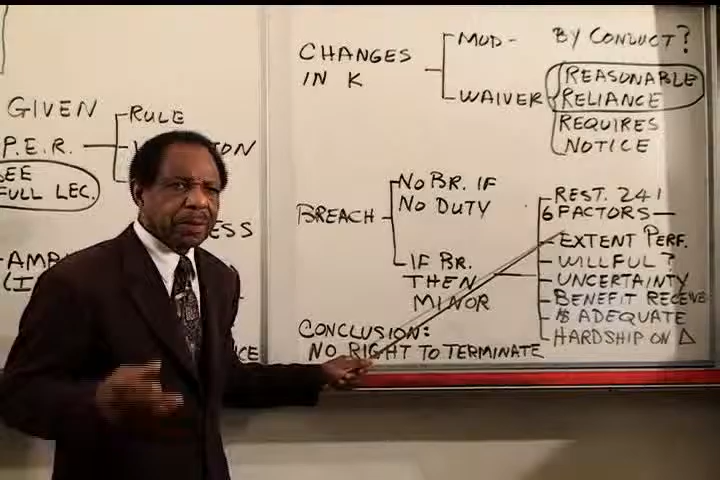 GIVEN
P.E.R.
RULE
SEE
FULL LEC.
CHANGES
IN K
MOD-
BY CONDUCT?
WAIVER
REASONABLE
RELIANCE
REQUIRES
NOTICE
BREACH
NO BR. IF
NO DUTY
IF BR.
THEN
MINOR
REST. 241
6 FACTORS—
EXTENT PERF.
WILLFUL?
UNCERTAINTY
BENEFIT RECEIVE
ADEQUATE
HARDSHIP ON Δ
CONCLUSION:
NO RIGHT TO TERMINATE